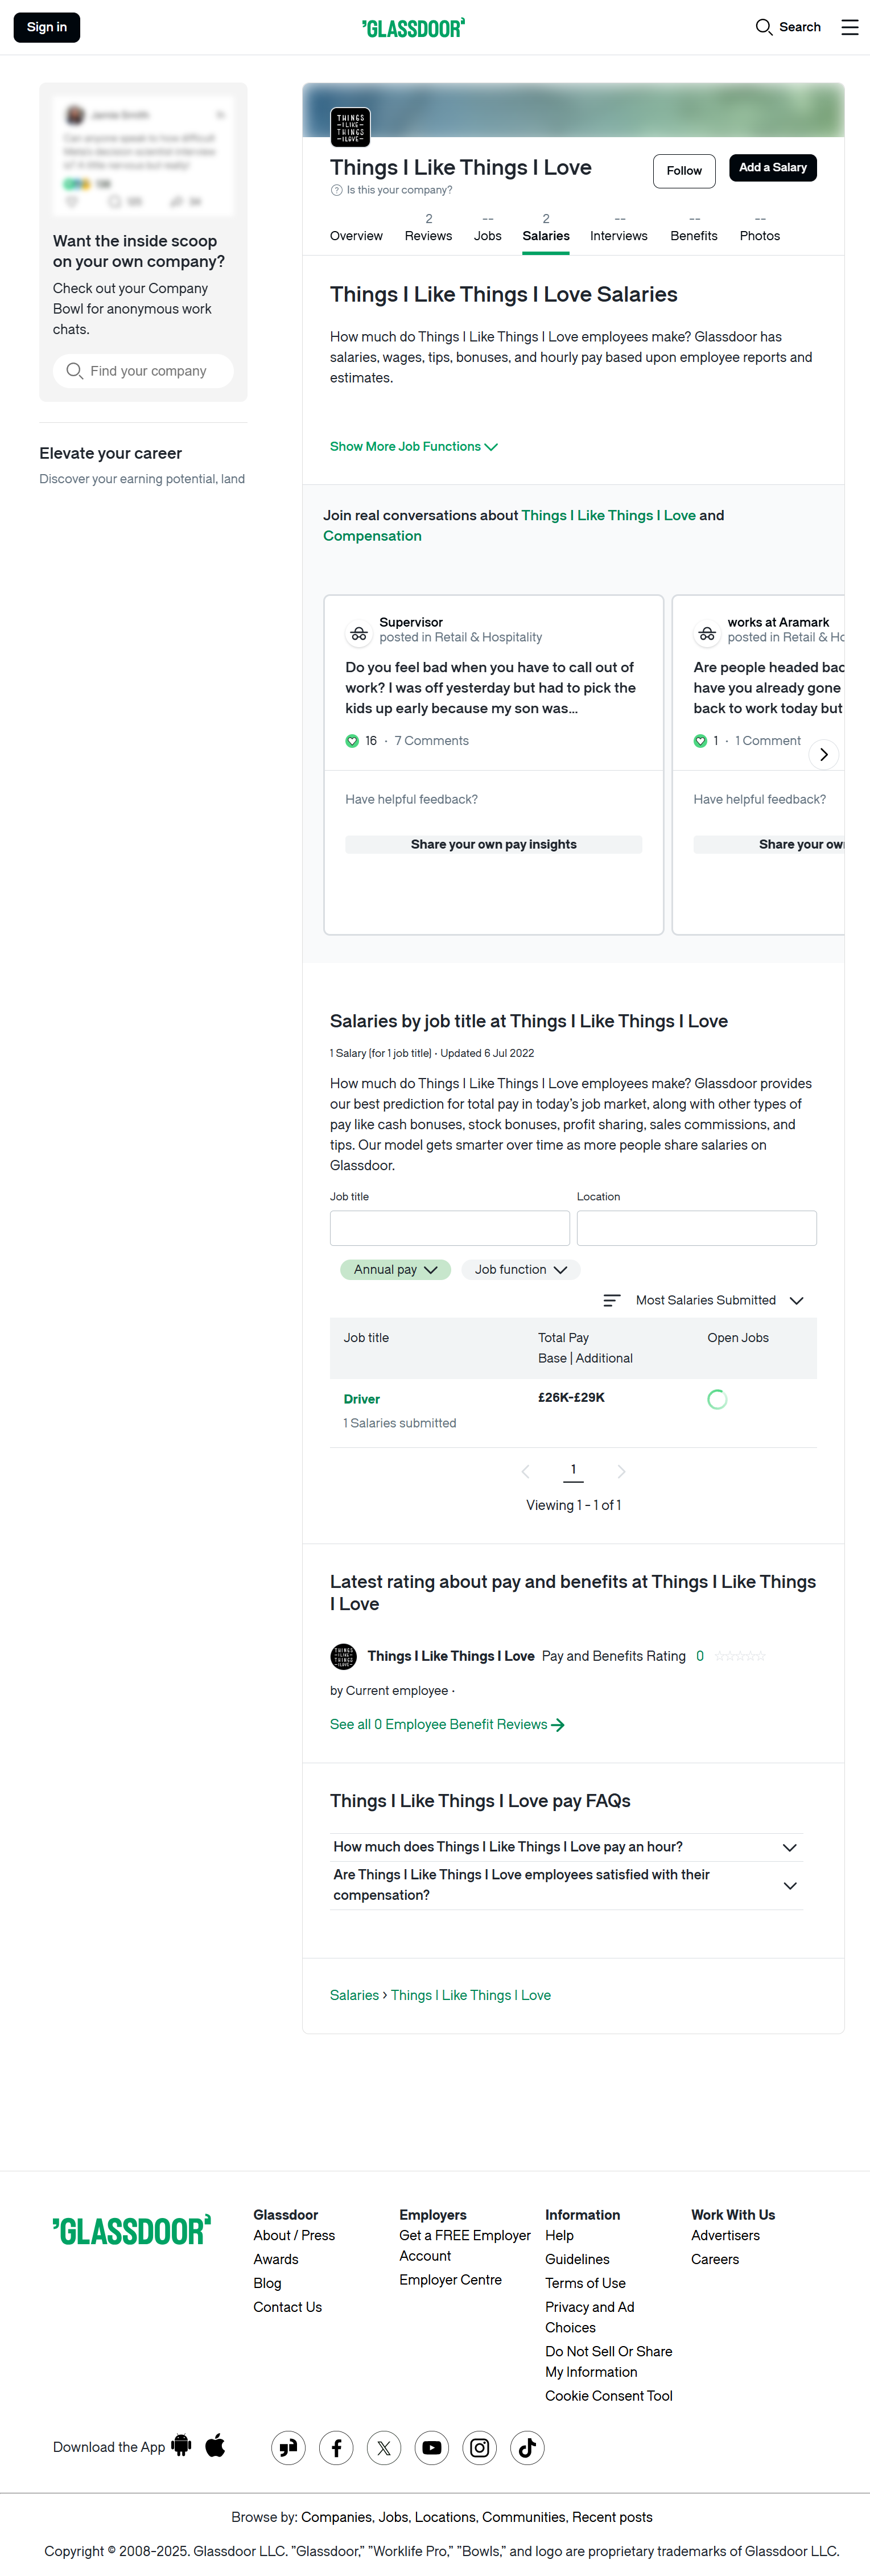 Sign in
GLASSDOOR
Search
Want the inside scoop
on your own company?
Check out your Company
Bowl for anonymous work
chats.
Find your company
Elevate your career
Discover your earning potential, land
THINGS
I LIKE
THINGS
I LOVE
Things I Like Things I Love
Is this your company?
Follow
Add a Salary
Overview
2
Reviews
--
Jobs
2
Salaries
--
Interviews
--
Benefits
--
Photos
Things I Like Things I Love Salaries
How much do Things I Like Things I Love employees make? Glassdoor has
salaries, wages, tips, bonuses, and hourly pay based upon employee reports and
estimates.
Show More Job Functions
Join real conversations about Things I Like Things I Love and
Compensation
Supervisor
posted in Retail & Hospitality
Do you feel bad when you have to call out of
work? I was off yesterday but had to pick the
kids up early because my son was...
16 · 7 Comments
Have helpful feedback?
Share your own pay insights
works at Aramark
posted in Retail & Ho
Are people headed bac
have you already gone
back to work today but
1 · 1 Comment
Have helpful feedback?
Share your own
Salaries by job title at Things I Like Things I Love
1 Salary (for 1 job title) • Updated 6 Jul 2022
How much do Things I Like Things I Love employees make? Glassdoor provides
our best prediction for total pay in today's job market, along with other types of
pay like cash bonuses, stock bonuses, profit sharing, sales commissions, and
tips. Our model gets smarter over time as more people share salaries on
Glassdoor.
Job title
Location
Annual pay
Job function
Most Salaries Submitted
Job title
Total Pay
Base | Additional
Open Jobs
Driver
1 Salaries submitted
£26K-£29K
1
Viewing 1 - 1 of 1
Latest rating about pay and benefits at Things I Like Things
I Love
THINGS
I LIKE
THINGS
I LOVE
Things I Like Things I Love Pay and Benefits Rating 0
by Current employee ·
See all 0 Employee Benefit Reviews
Things I Like Things I Love pay FAQs
How much does Things I Like Things I Love pay an hour?
Are Things I Like Things I Love employees satisfied with their
compensation?
Salaries › Things I Like Things I Love
GLASSDOOR
Glassdoor
About / Press
Awards
Blog
Contact Us
Employers
Get a FREE Employer
Account
Employer Centre
Information
Help
Guidelines
Terms of Use
Privacy and Ad
Choices
Do Not Sell Or Share
My Information
Cookie Consent Tool
Work With Us
Advertisers
Careers
Download the App
Browse by: Companies, Jobs, Locations, Communities, Recent posts
Copyright © 2008-2025. Glassdoor LLC. "Glassdoor," "Worklife Pro," "Bowls," and logo are proprietary trademarks of Glassdoor LLC.